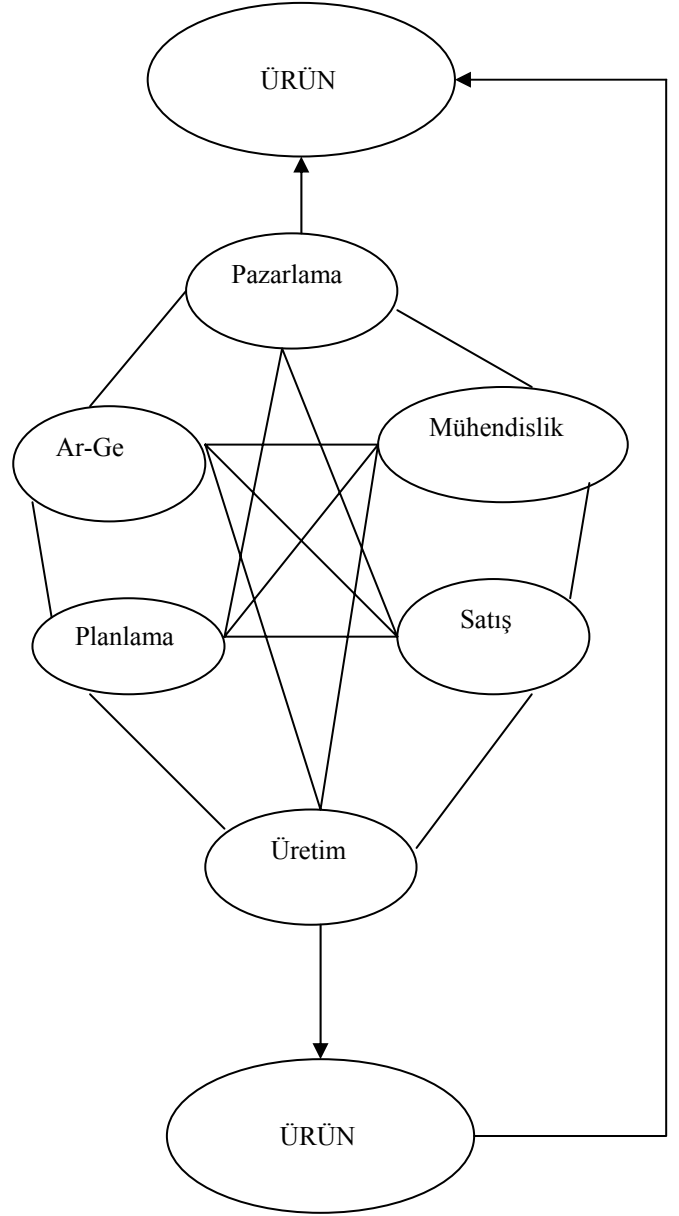 ÜRÜN
Pazarlama
Ar-Ge
Mühendislik
Planlama
Satış
Üretim
ÜRÜN